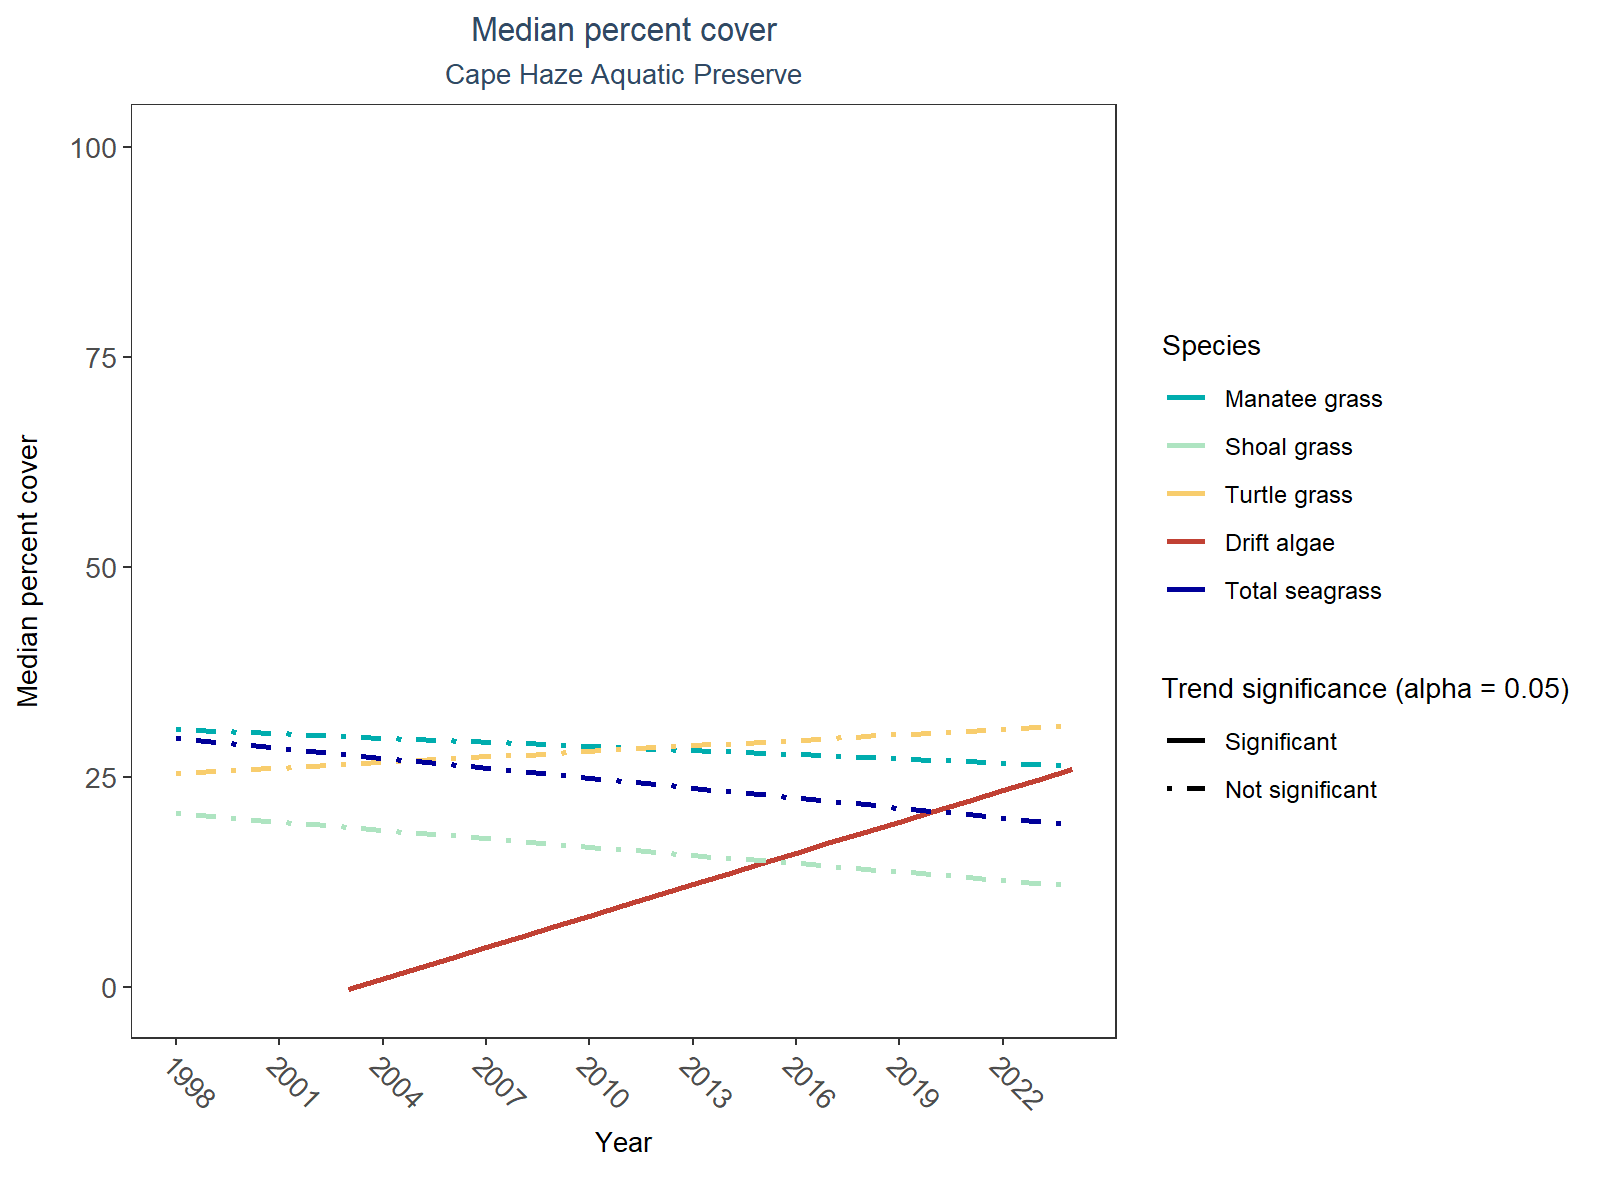 Median percent cover
Cape Haze Aquatic Preserve
Median percent cover
100
75
50
25
0
1998
2001
2004
2007
2010
2013
2016
2019
2022
Year
Species
Manatee grass
Shoal grass
Turtle grass
Drift algae
Total seagrass
Trend significance (alpha = 0.05)
Significant
Not significant